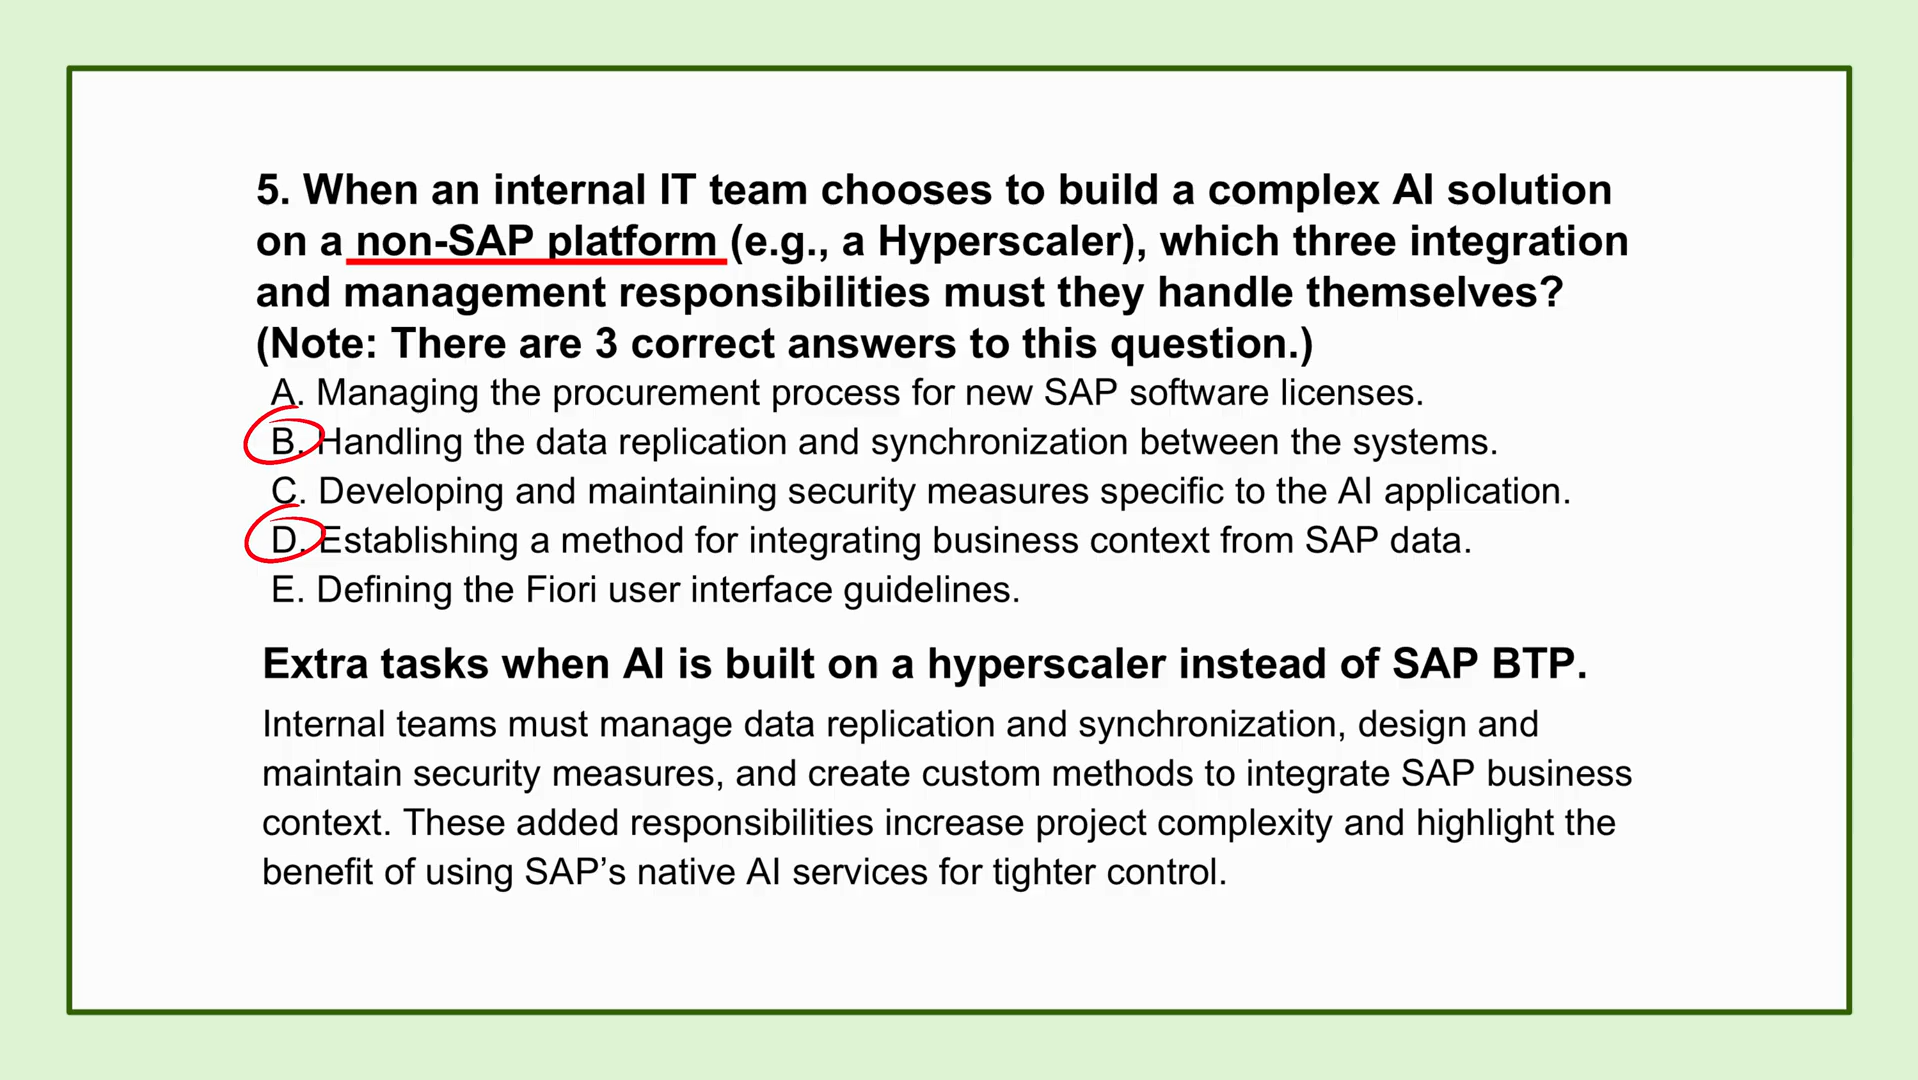 5. When an internal IT team chooses to build a complex AI solution
on a non-SAP platform (e.g., a Hyperscaler), which three integration
and management responsibilities must they handle themselves?
(Note: There are 3 correct answers to this question.)
A. Managing the procurement process for new SAP software licenses.
B. Handling the data replication and synchronization between the systems.
C. Developing and maintaining security measures specific to the AI application.
D. Establishing a method for integrating business context from SAP data.
E. Defining the Fiori user interface guidelines.
Extra tasks when AI is built on a hyperscaler instead of SAP BTP.
Internal teams must manage data replication and synchronization, design and
maintain security measures, and create custom methods to integrate SAP business
context. These added responsibilities increase project complexity and highlight the
benefit of using SAP’s native AI services for tighter control.